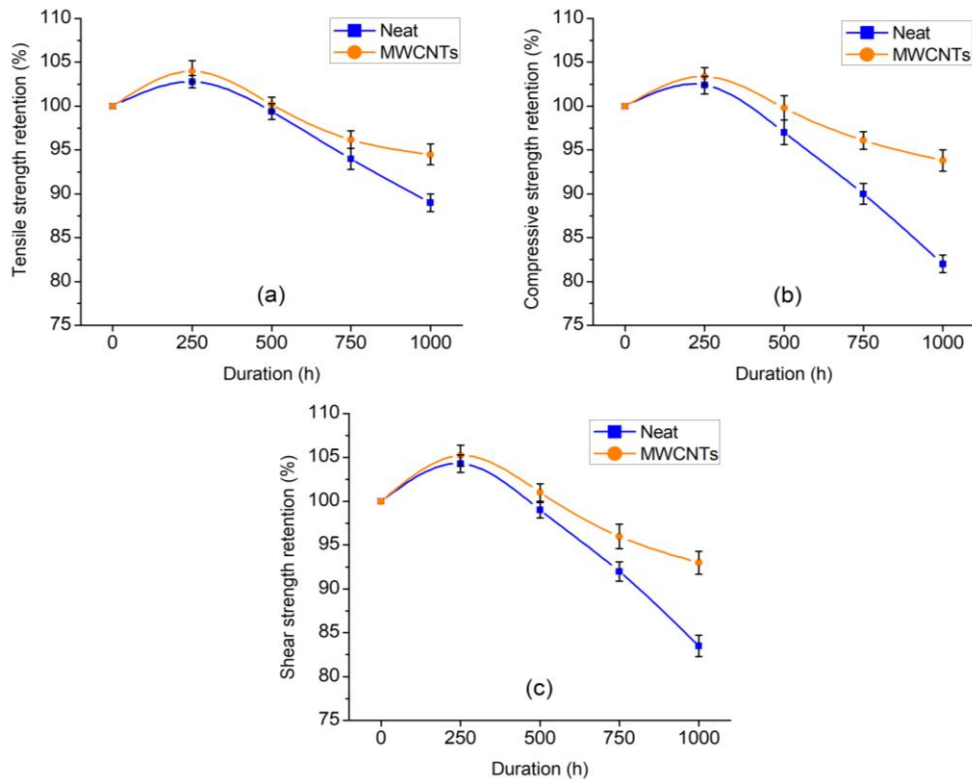 Neat
MWCNTs
Tensile strength retention (%)
110
105
100
95
90
85
80
75
0 250 500 750 1000
Duration (h)
(a)
Neat
MWCNTs
Compressive strength retention (%)
110
105
100
95
90
85
80
75
0 250 500 750 1000
Duration (h)
(b)
Neat
MWCNTs
Shear strength retention (%)
110
105
100
95
90
85
80
75
0 250 500 750 1000
Duration (h)
(c)